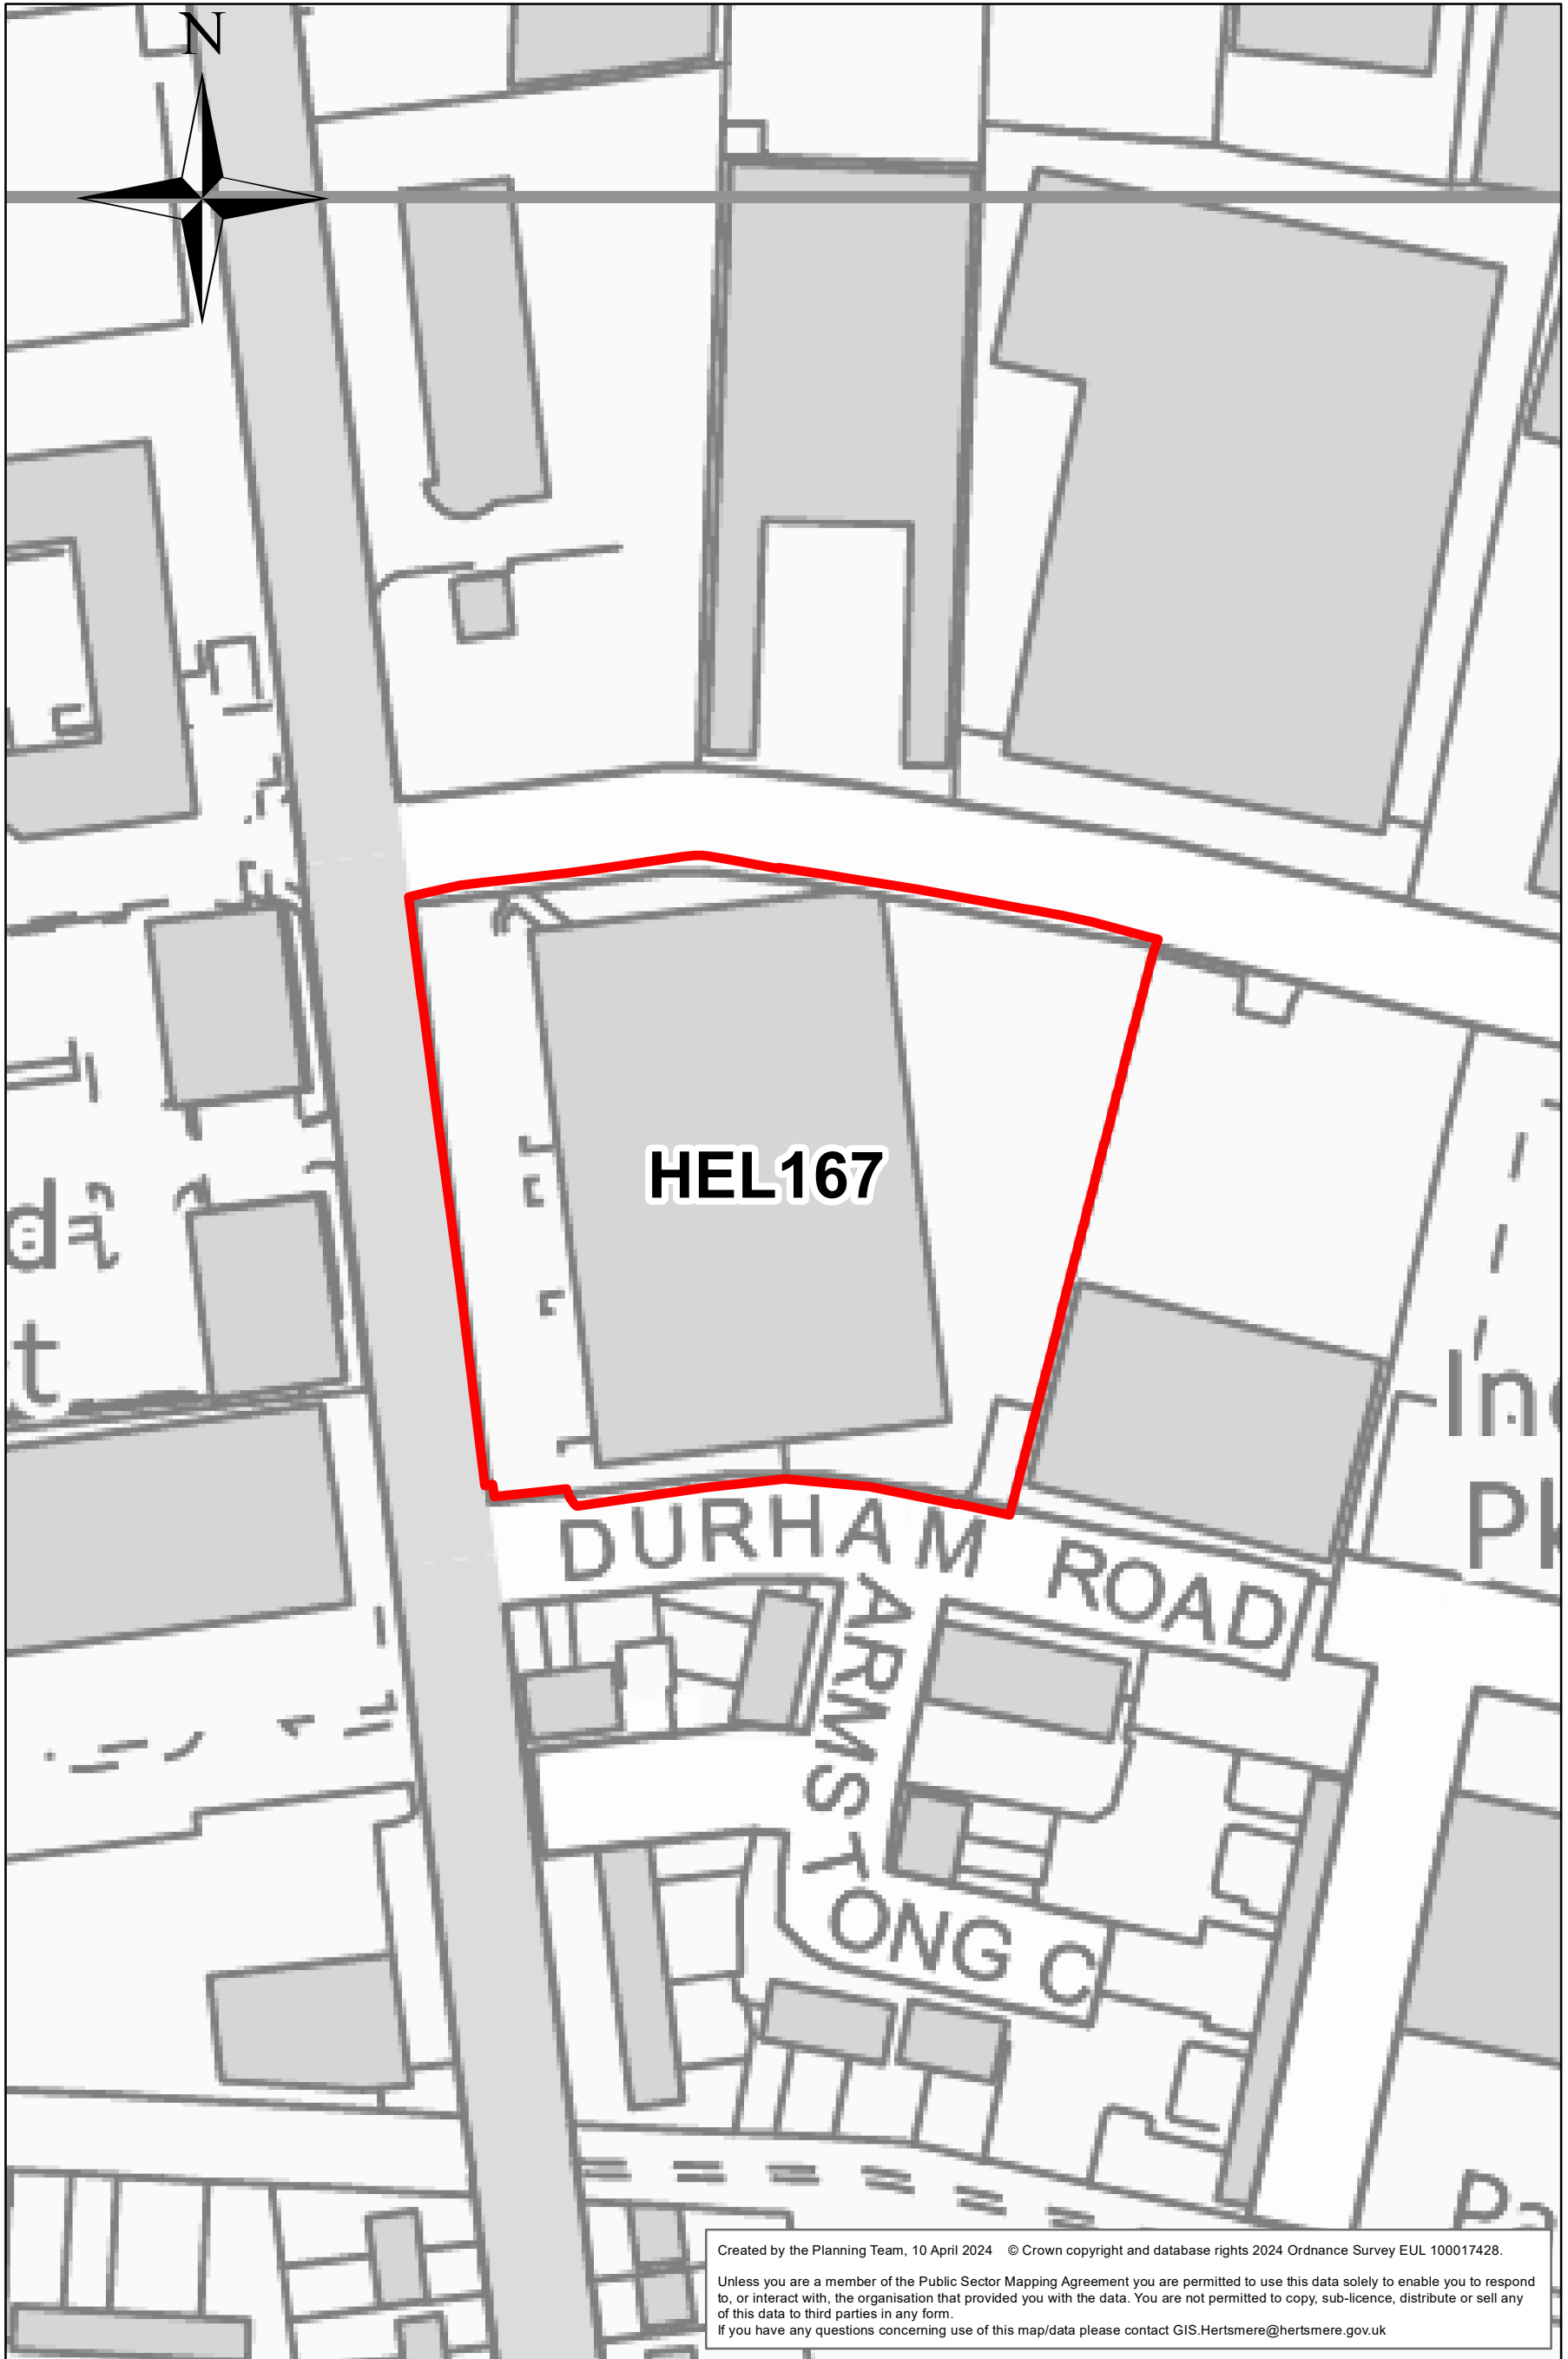 N
HEL167
d
t
Ind
Pk
DURHAM ROAD
ARMSTONG C
Pa
Created by the Planning Team, 10 April 2024 © Crown copyright and database rights 2024 Ordnance Survey EUL 100017428.
Unless you are a member of the Public Sector Mapping Agreement you are permitted to use this data solely to enable you to respond
to, or interact with, the organisation that provided you with the data. You are not permitted to copy, sub-licence, distribute or sell any
of this data to third parties in any form.
If you have any questions concerning use of this map/data please contact GIS.Hertsmere@hertsmere.gov.uk